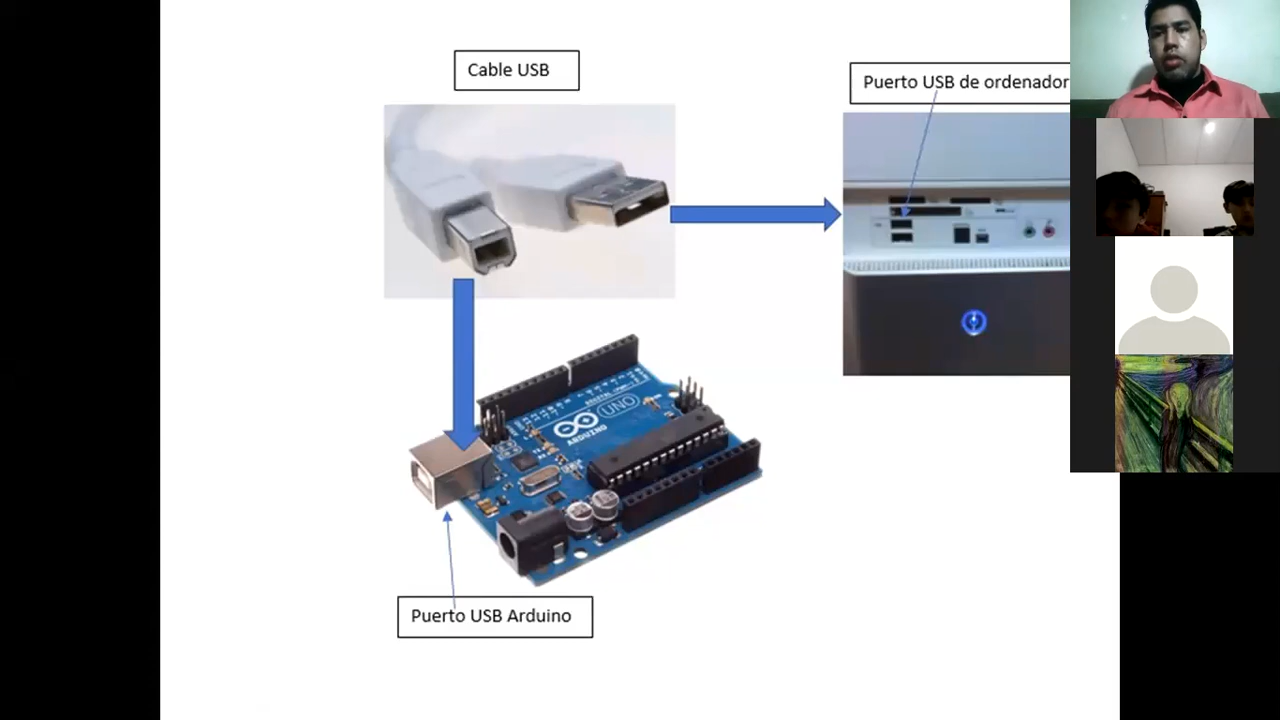 Cable USB
Puerto USB de ordenador
UNO
ARDUINO
Puerto USB Arduino